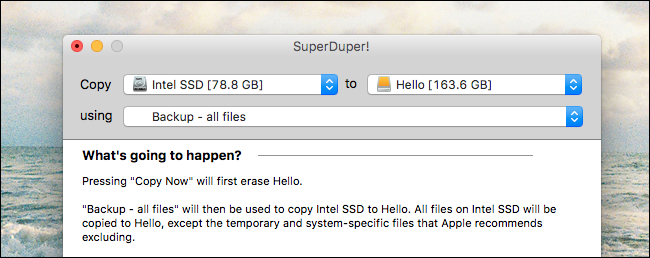 SuperDuper!
Copy Intel SSD [78.8 GB] to Hello [163.6 GB]
using Backup - all files
What's going to happen?
Pressing "Copy Now" will first erase Hello.
"Backup - all files" will then be used to copy Intel SSD to Hello. All files on Intel SSD will be
copied to Hello, except the temporary and system-specific files that Apple recommends
excluding.